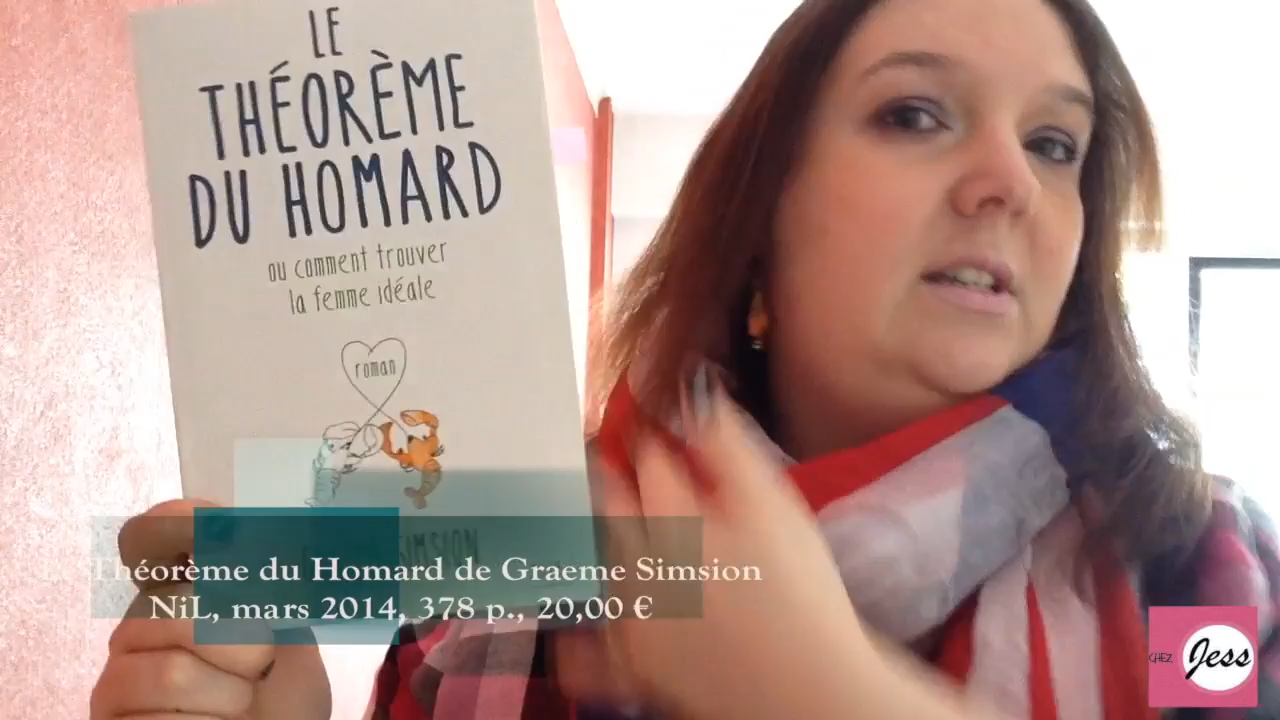 LE
THÉORÈME
DU HOMARD
ou comment trouver
la femme idéale
roman
SIMSION
Théorème du Homard de Graeme Simsion
NiL, mars 2014, 378 p., 20,00 €
CHEZ Jess